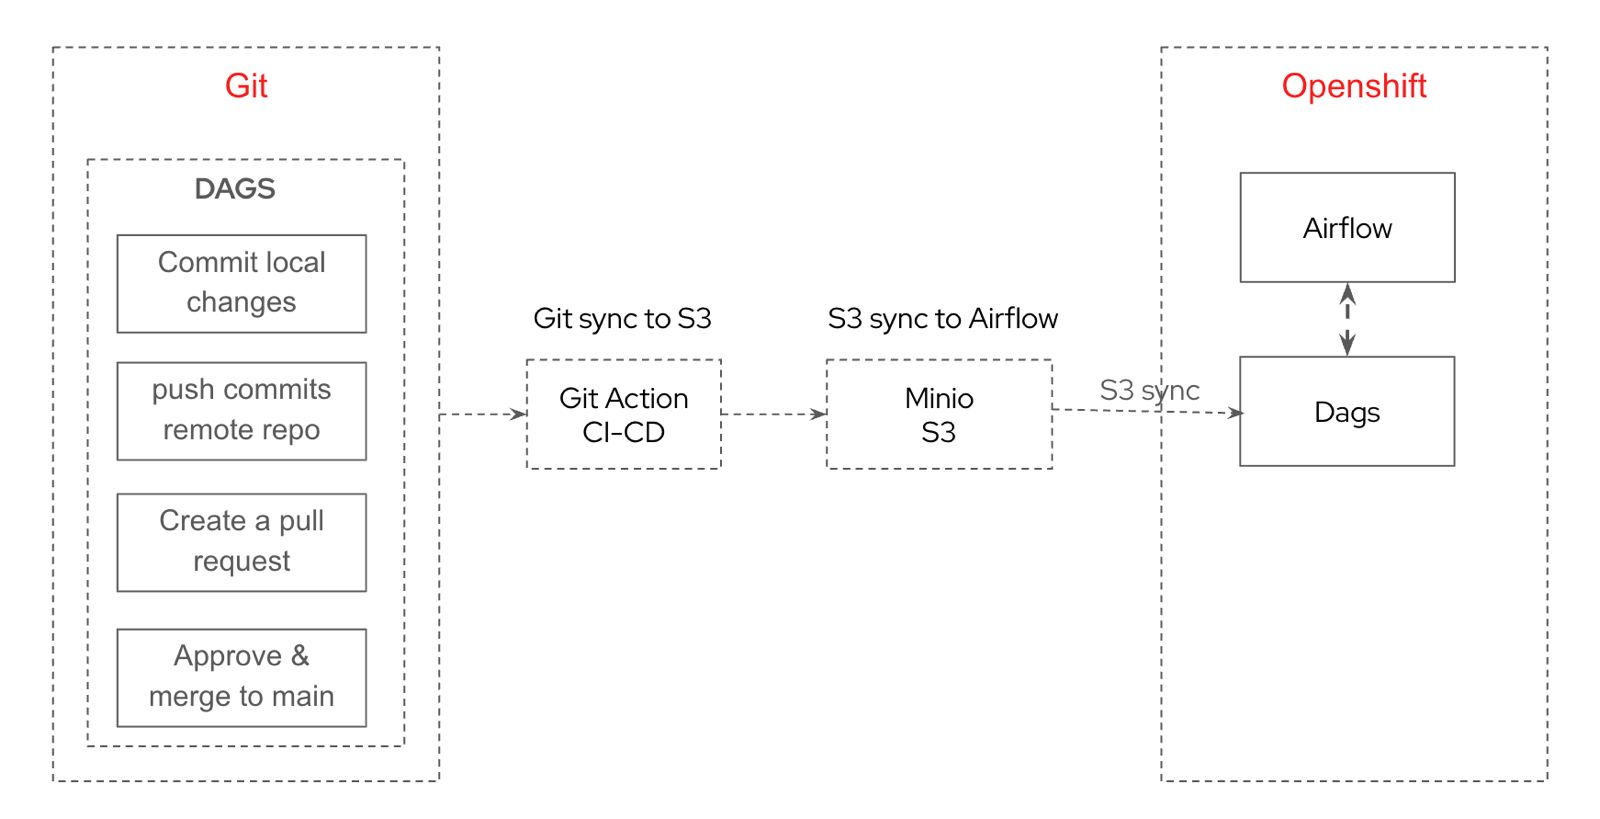 Git
DAGS
Commit local
changes
push commits
remote repo
Create a pull
request
Approve &
merge to main
Git sync to S3
Git Action
CI-CD
S3 sync to Airflow
Minio
S3
S3 sync
Openshift
Airflow
Dags